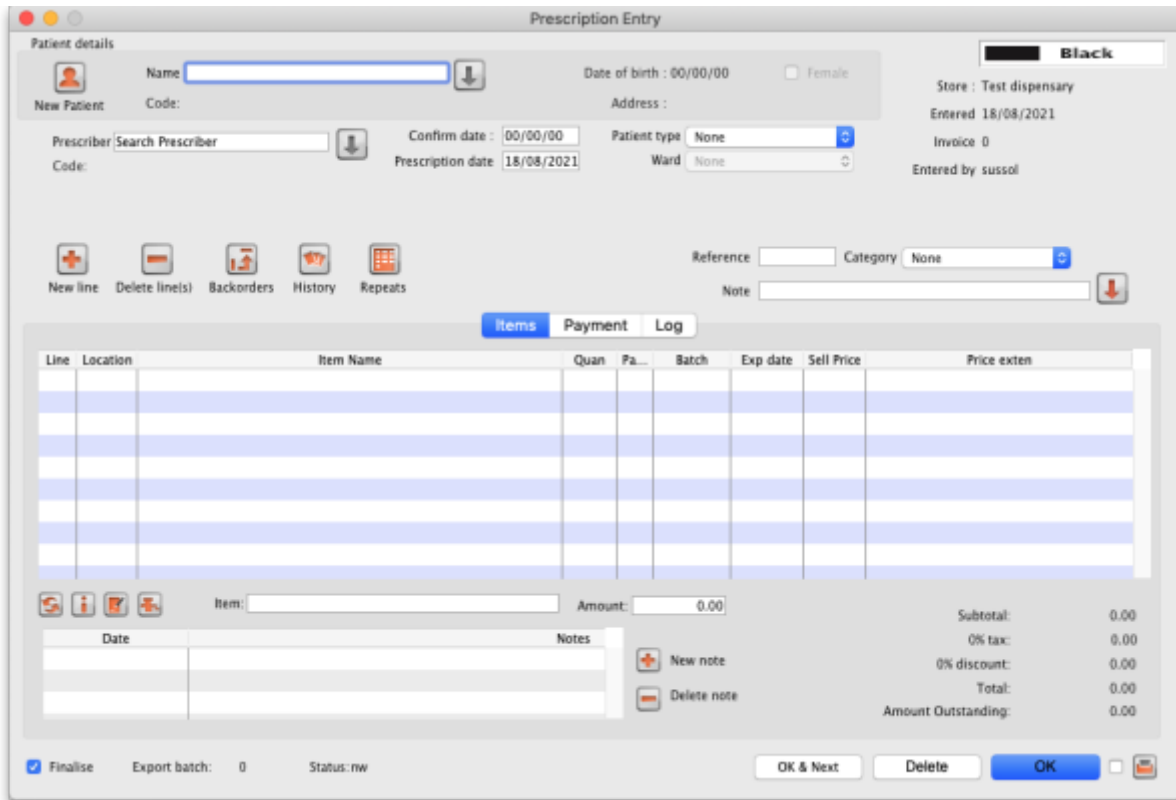 Prescription Entry
Patient details
Black
Name
Date of birth : 00/00/00
Female
Store : Test dispensary
New Patient
Code:
Address :
Entered 18/08/2021
Prescriber Search Prescriber
Confirm date : 00/00/00
Patient type None
Invoice 0
Code:
Prescription date 18/08/2021
Ward None
Entered by sussol
Reference
Category None
New line Delete line(s) Backorders History Repeats
Note
Items Payment Log
Line Location Item Name Quan Pa... Batch Exp date Sell Price Price exten
Item:
Amount: 0.00
Subtotal: 0.00
Date Notes
0% tax: 0.00
New note
0% discount: 0.00
Total: 0.00
Delete note
Amount Outstanding: 0.00
Finalise Export batch: 0 Status: nw OK & Next Delete OK